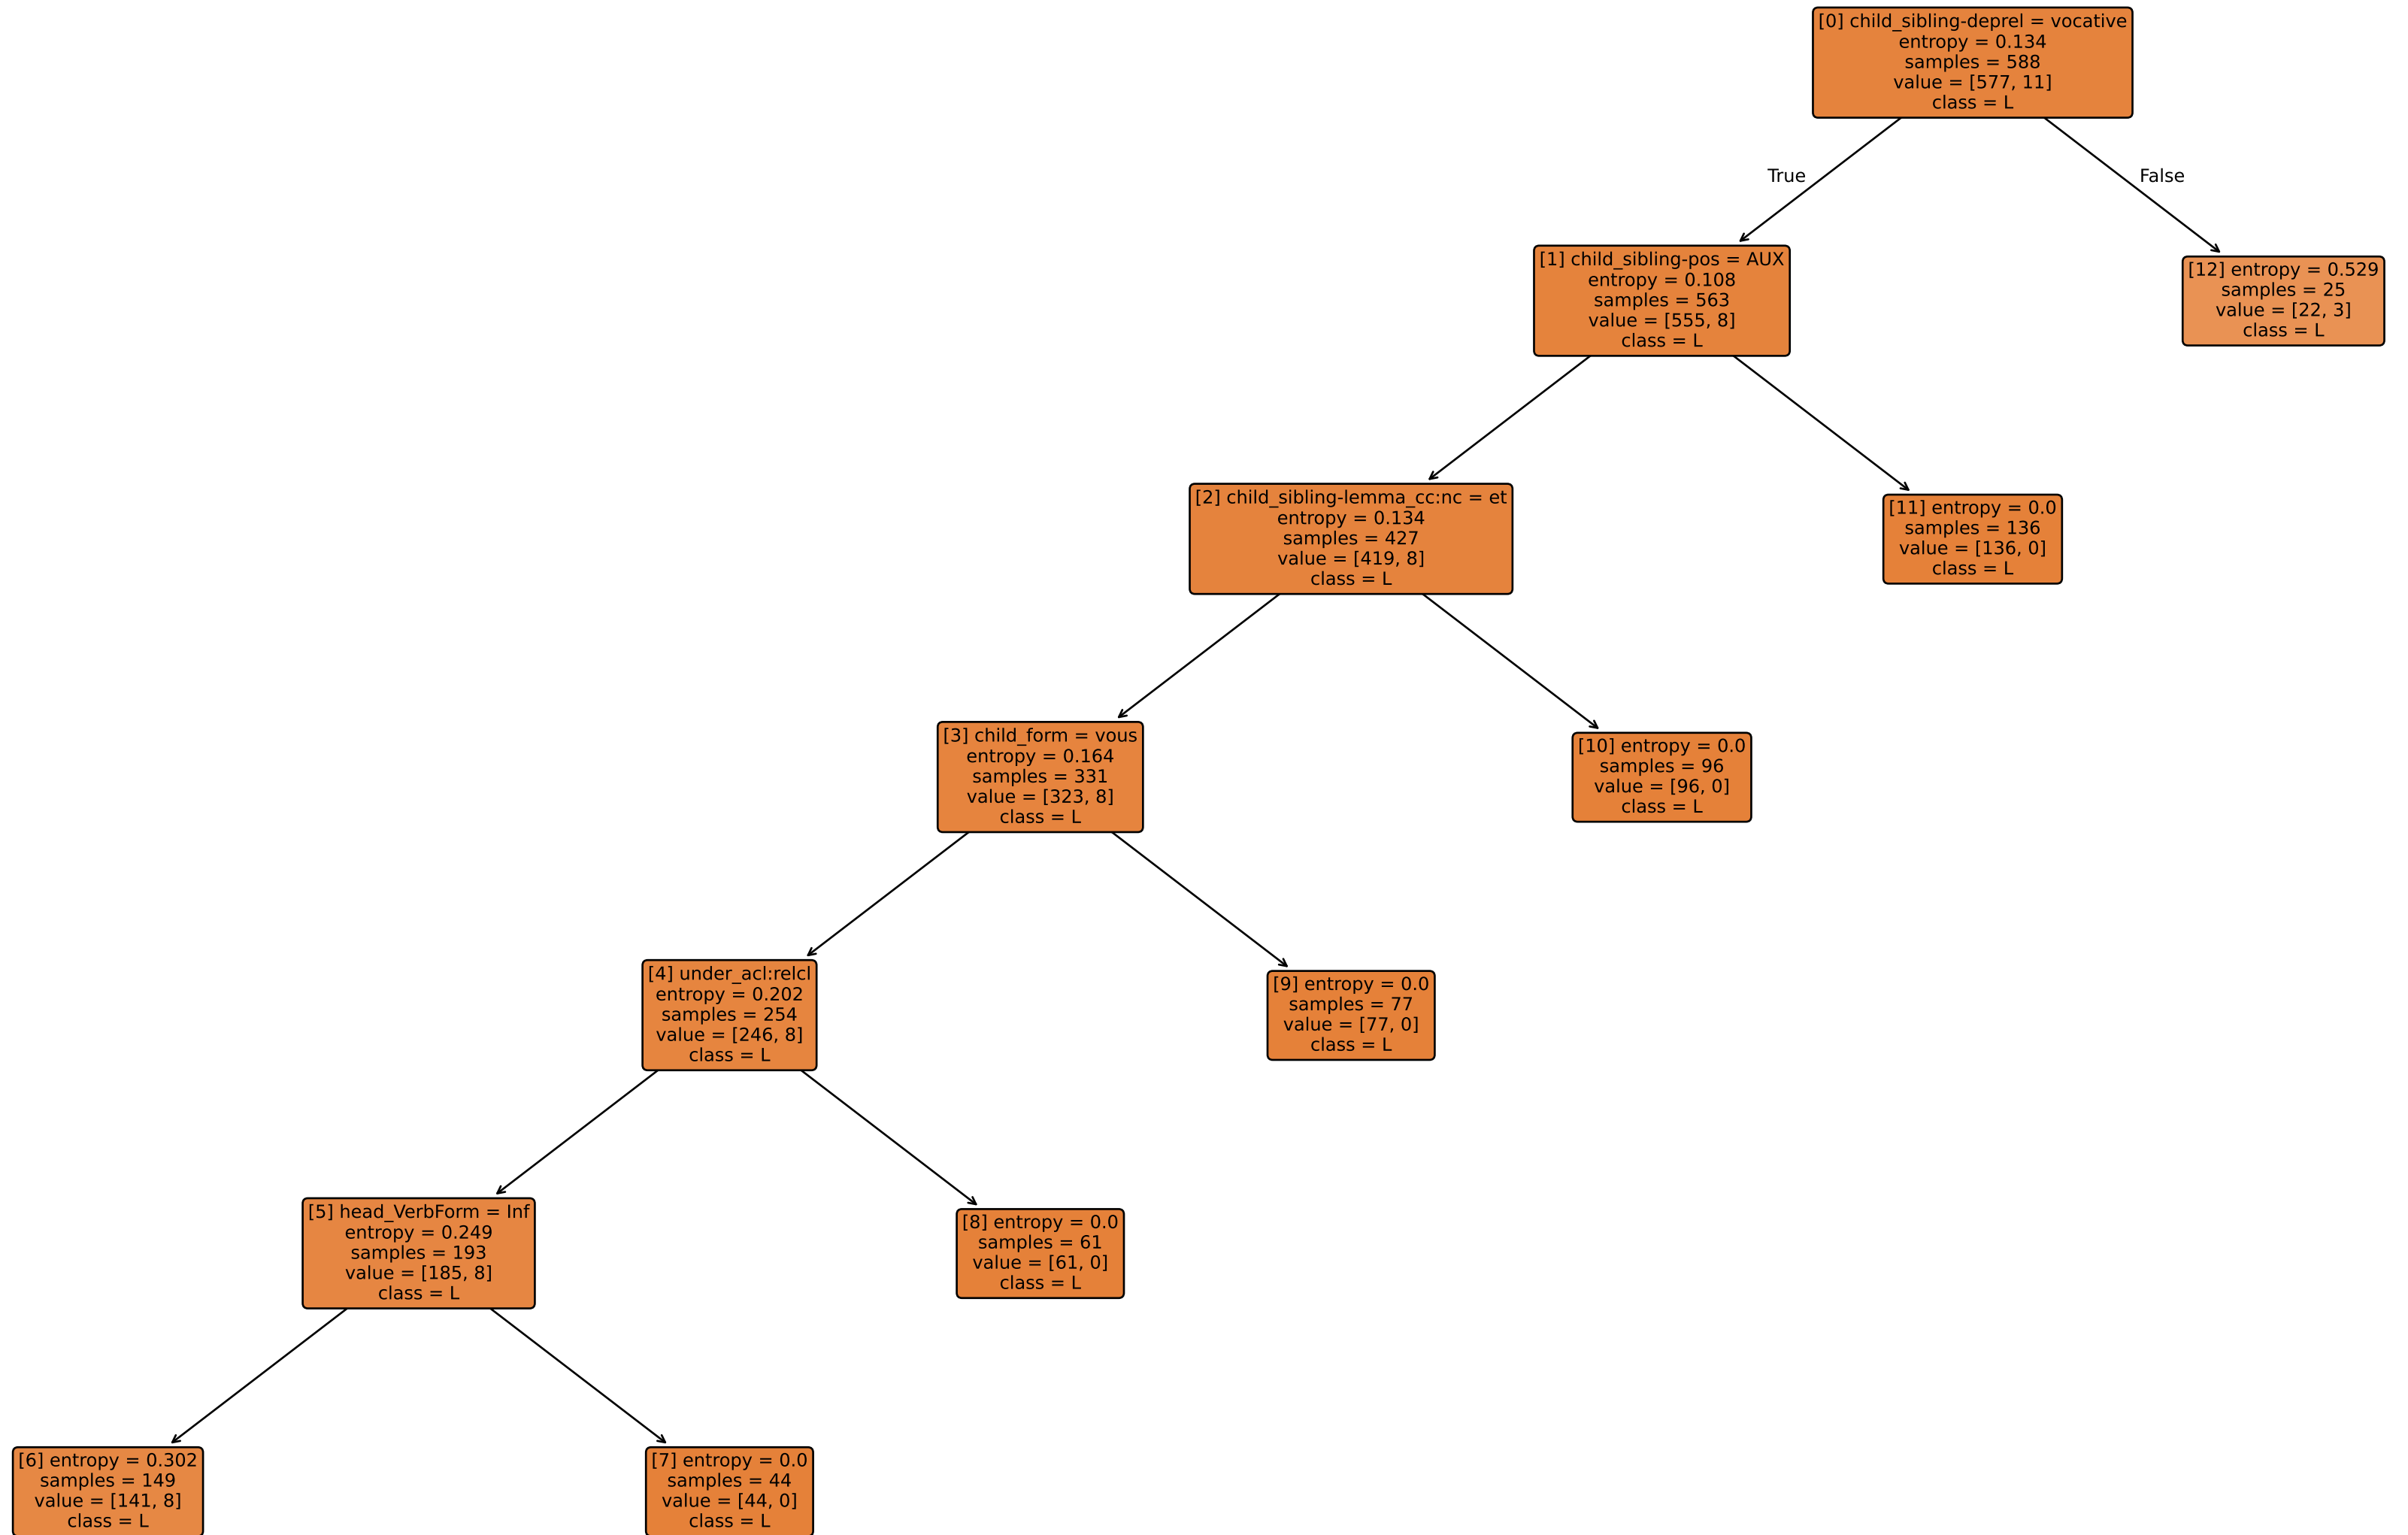 [0] child_sibling-deprel = vocative
entropy = 0.134
samples = 588
value = [577, 11]
class = L
True
False
[1] child_sibling-pos = AUX
entropy = 0.108
samples = 563
value = [555, 8]
class = L
[12] entropy = 0.529
samples = 25
value = [22, 3]
class = L
[2] child_sibling-lemma_cc:nc = et
entropy = 0.134
samples = 427
value = [419, 8]
class = L
[11] entropy = 0.0
samples = 136
value = [136, 0]
class = L
[3] child_form = vous
entropy = 0.164
samples = 331
value = [323, 8]
class = L
[10] entropy = 0.0
samples = 96
value = [96, 0]
class = L
[4] under_acl:relcl
entropy = 0.202
samples = 254
value = [246, 8]
class = L
[9] entropy = 0.0
samples = 77
value = [77, 0]
class = L
[5] head_VerbForm = Inf
entropy = 0.249
samples = 193
value = [185, 8]
class = L
[8] entropy = 0.0
samples = 61
value = [61, 0]
class = L
[6] entropy = 0.302
samples = 149
value = [141, 8]
class = L
[7] entropy = 0.0
samples = 44
value = [44, 0]
class = L